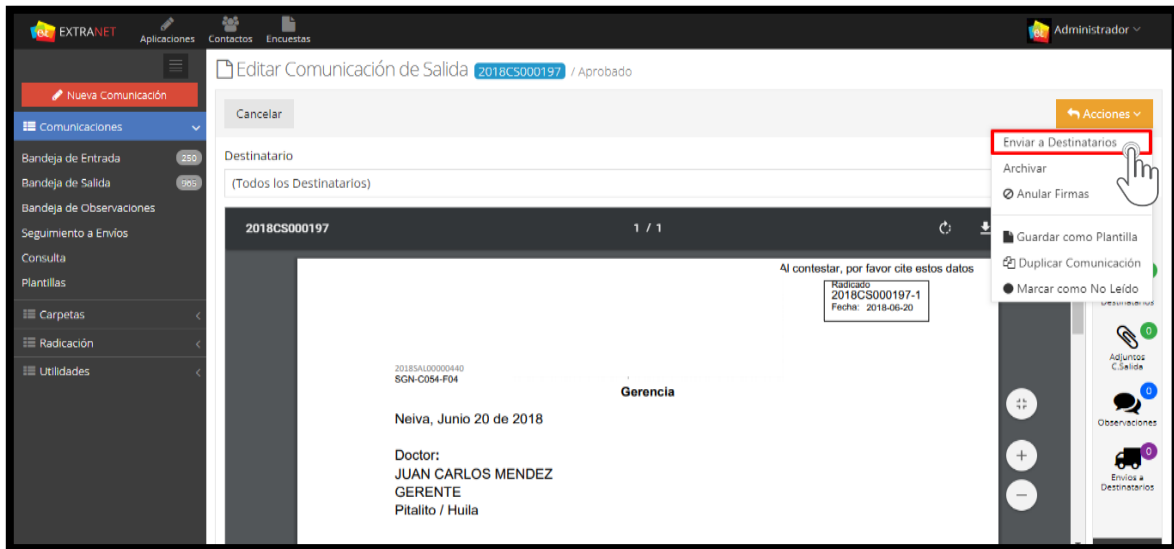 EXTRANET
Aplicaciones
Contactos
Encuestas
Administrador
Nueva Comunicación
Comunicaciones
Bandeja de Entrada 250
Bandeja de Salida 965
Bandeja de Observaciones
Seguimiento a Envíos
Consulta
Plantillas
Carpetas
Radicación
Utilidades
Editar Comunicación de Salida 2018CS000197 / Aprobado
Cancelar
Acciones
Enviar a Destinatarios
Archivar
Anular Firmas
Guardar como Plantilla
Duplicar Comunicación
Marcar como No Leído
Destinatario
(Todos los Destinatarios)
2018CS000197
1 / 1
Al contestar, por favor cite estos datos
Radicado
2018CS000197-1
Fecha: 2018-06-20
2018SAL00000440
SGN-C054-F04
Gerencia
Neiva, Junio 20 de 2018
Doctor:
JUAN CARLOS MENDEZ
GERENTE
Pitalito / Huila
Destinatarios
0
Adjuntos
C.Salida
0
Observaciones
0
Envíos a
Destinatarios